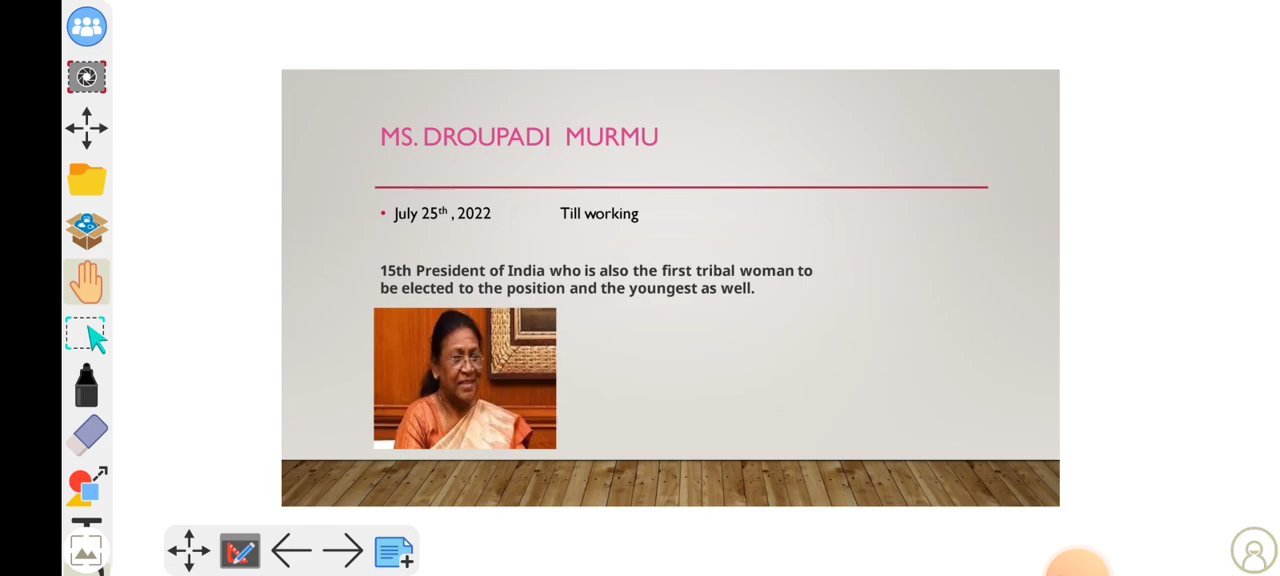 MS. DROUPADI MURMU
• July 25th , 2022 Till working
15th President of India who is also the first tribal woman to
be elected to the position and the youngest as well.